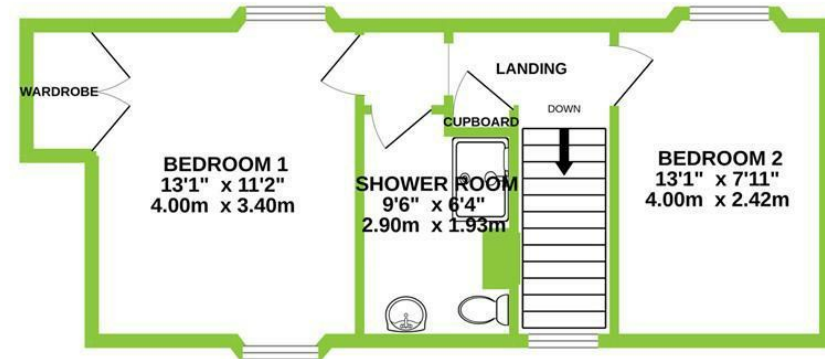 WARDROBE
BEDROOM 1
13'1" x 11'2"
4.00m x 3.40m
SHOWER ROOM
9'6" x 6'4"
2.90m x 1.93m
LANDING
DOWN
CUPBOARD
BEDROOM 2
13'1" x 7'11"
4.00m x 2.42m